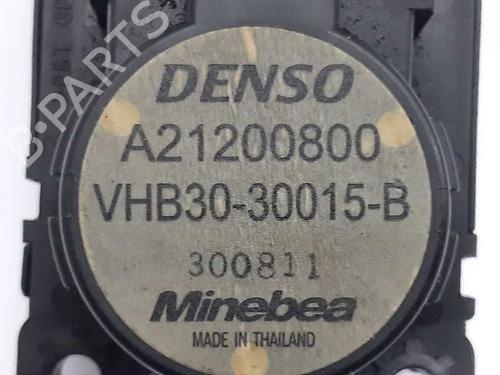 B-PARTS
DENSO
A21200800
VHB30-30015-B
300811
Minebea
MADE IN THAILAND